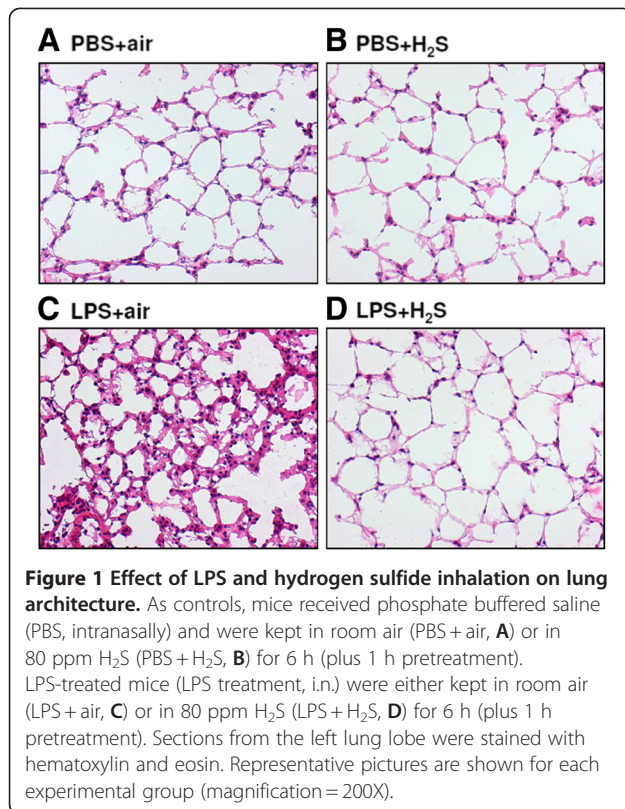 A PBS+air
B PBS+H₂S
C LPS+air
D LPS+H₂S
Figure 1 Effect of LPS and hydrogen sulfide inhalation on lung
architecture. As controls, mice received phosphate buffered saline
(PBS, intranasally) and were kept in room air (PBS + air, A) or in
80 ppm H₂S (PBS + H₂S, B) for 6 h (plus 1 h pretreatment).
LPS-treated mice (LPS treatment, i.n.) were either kept in room air
(LPS + air, C) or in 80 ppm H₂S (LPS + H₂S, D) for 6 h (plus 1 h
pretreatment). Sections from the left lung lobe were stained with
hematoxylin and eosin. Representative pictures are shown for each
experimental group (magnification = 200X).